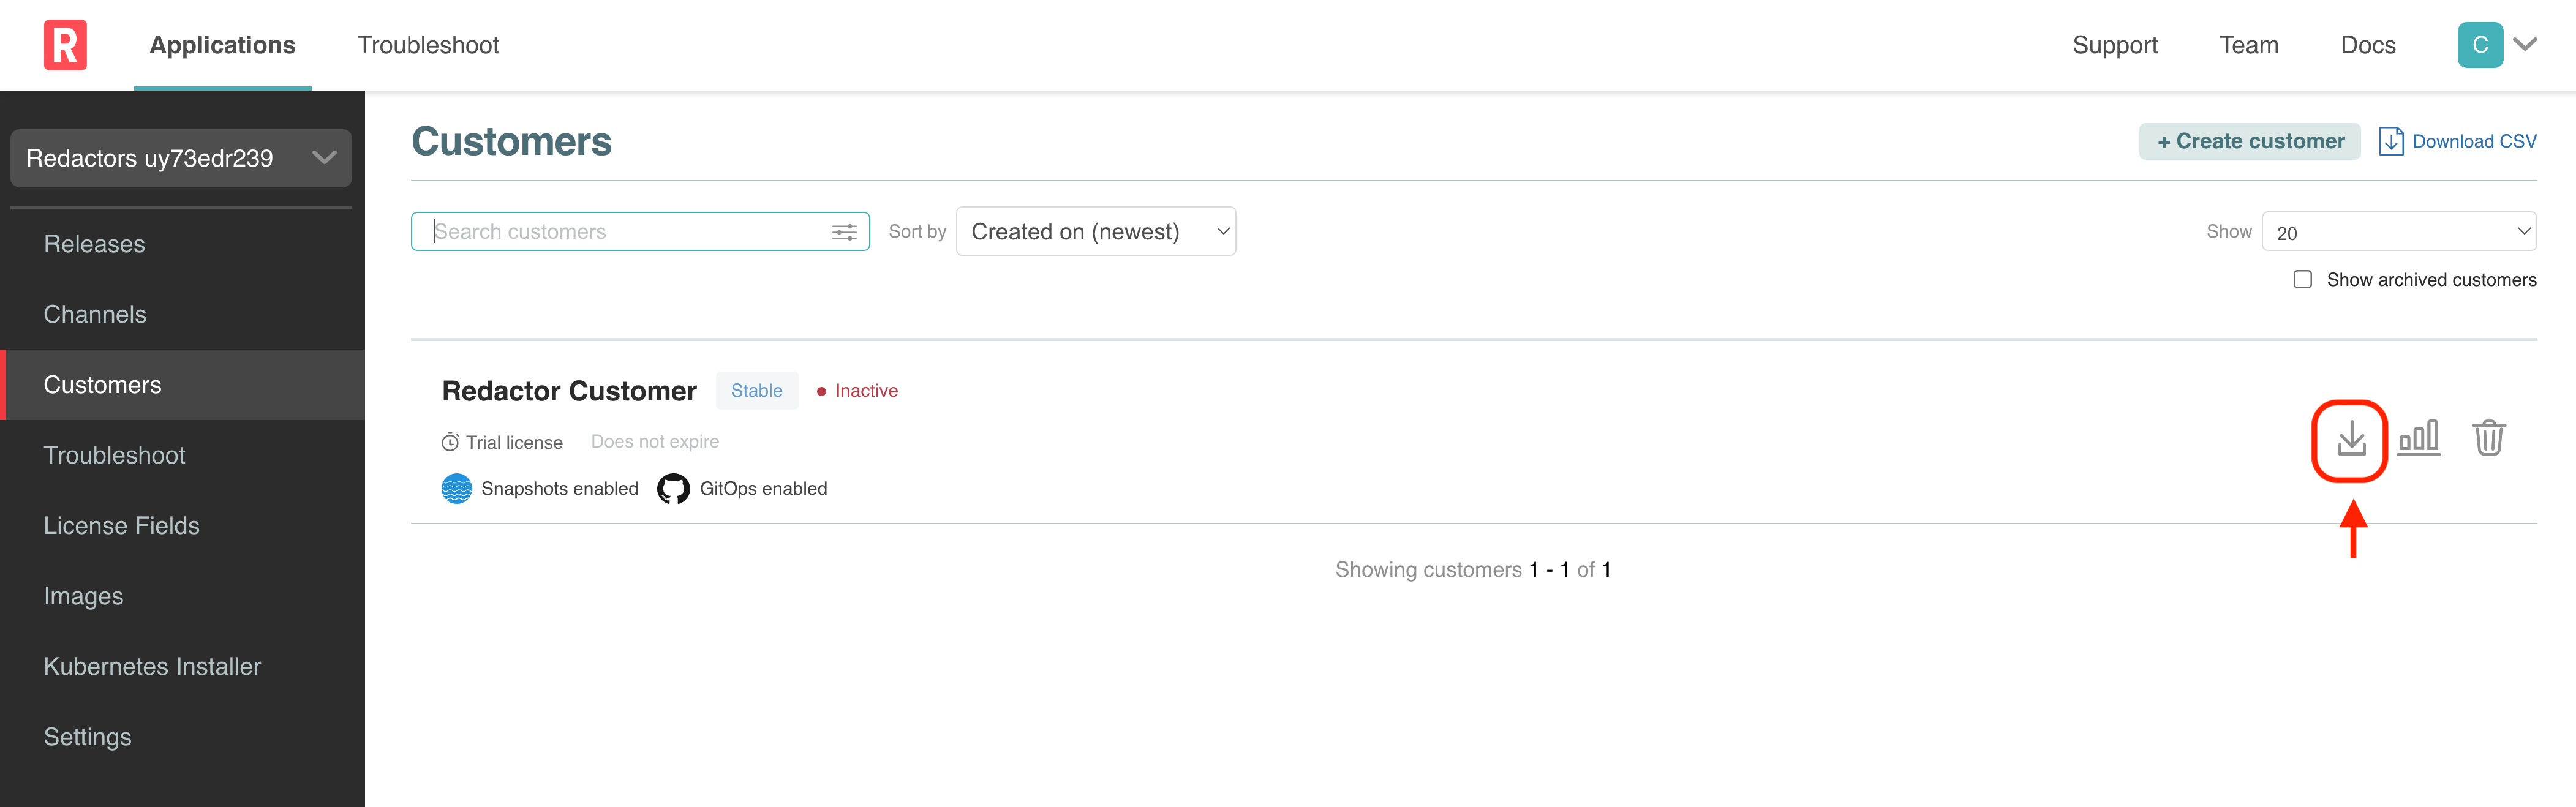 R
Applications
Troubleshoot
Support
Team
Docs
C
Redactors uy73edr239
Releases
Channels
Customers
Troubleshoot
License Fields
Images
Kubernetes Installer
Settings
Customers
+ Create customer
Download CSV
Search customers
Sort by
Created on (newest)
Show
20
Show archived customers
Redactor Customer
Stable
Inactive
Trial license
Does not expire
Snapshots enabled
GitOps enabled
Showing customers 1 - 1 of 1